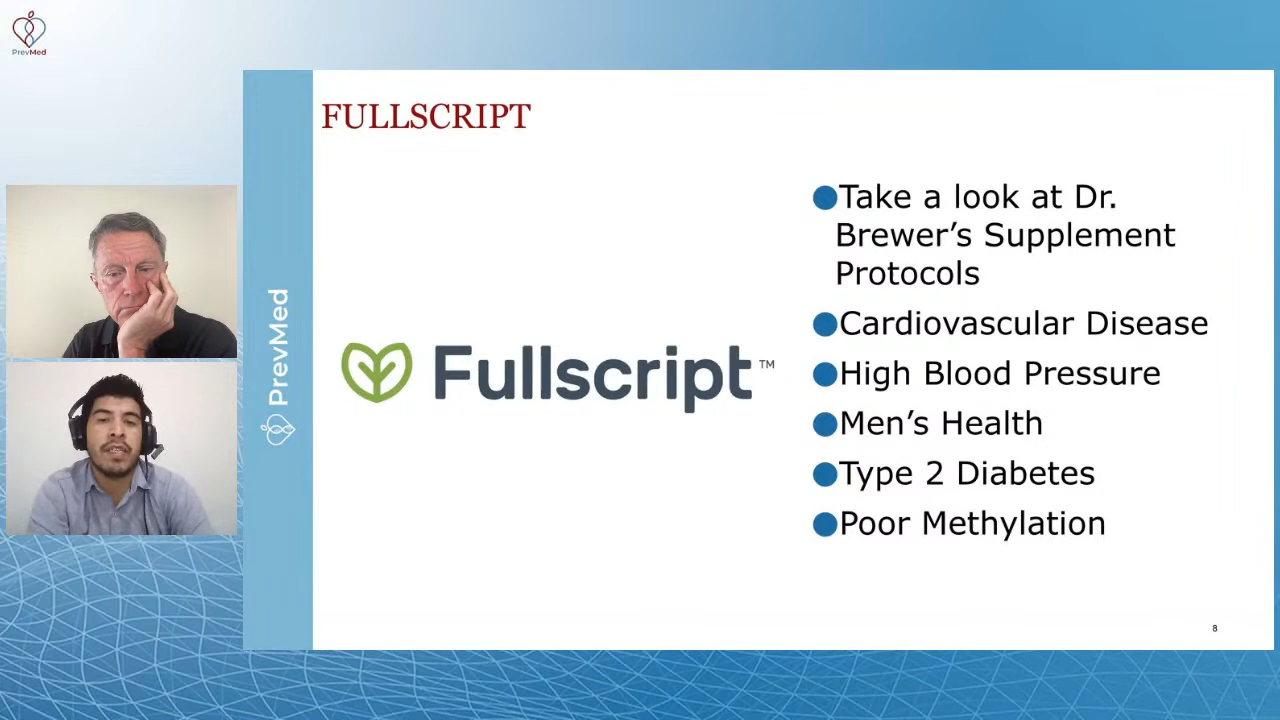 PrevMed
FULLSCRIPT
PrevMed
Fullscript™
Take a look at Dr.
Brewer’s Supplement
Protocols
Cardiovascular Disease
High Blood Pressure
Men’s Health
Type 2 Diabetes
Poor Methylation
8